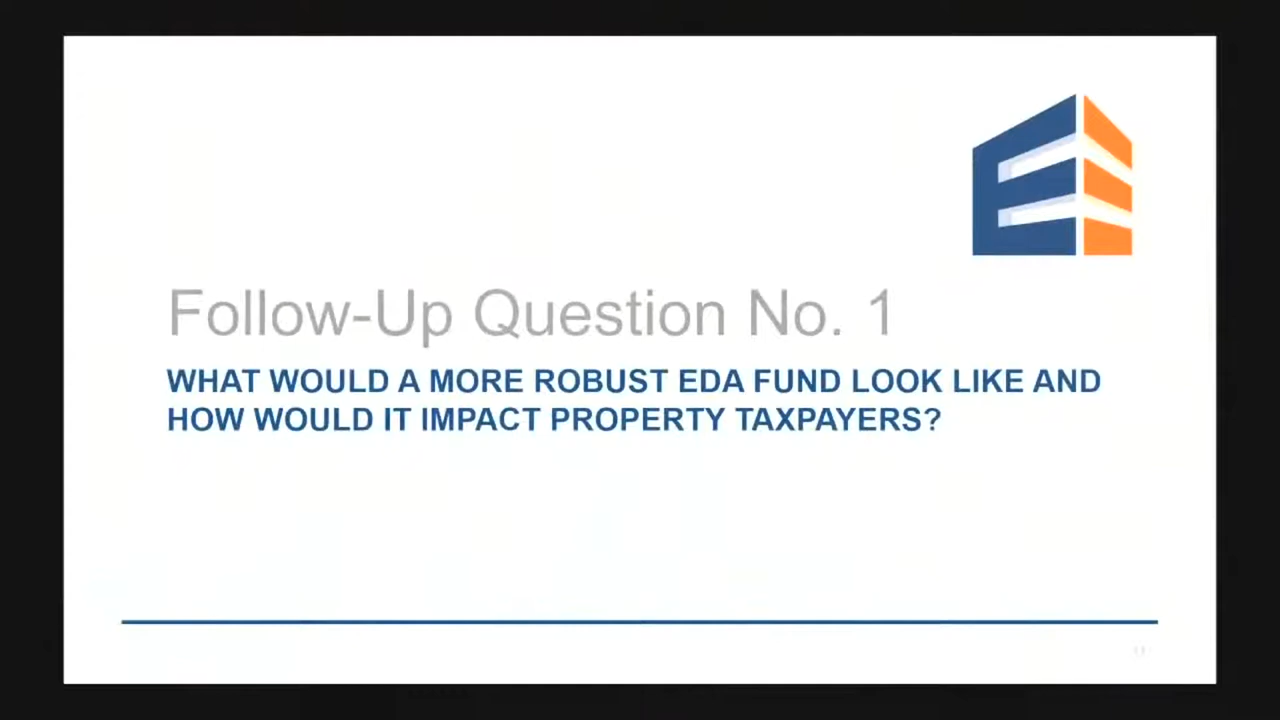 Follow-Up Question No. 1
WHAT WOULD A MORE ROBUST EDA FUND LOOK LIKE AND
HOW WOULD IT IMPACT PROPERTY TAXPAYERS?